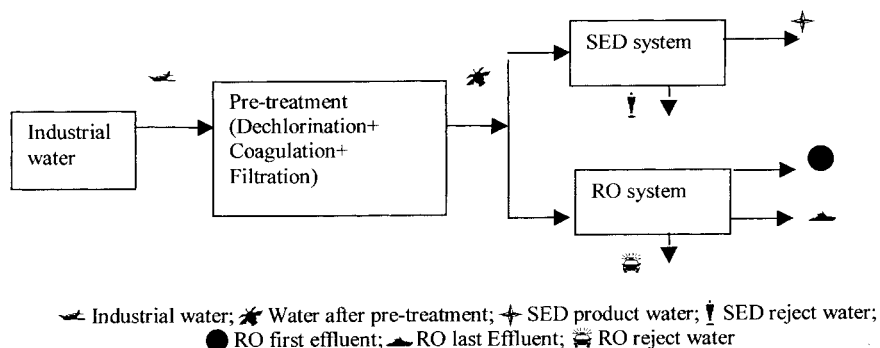 SED system
Pre-treatment
(Dechlorination+
Coagulation+
Filtration)
Industrial
water
RO system
Industrial water; Water after pre-treatment; SED product water; SED reject water;
RO first effluent; RO last Effluent; RO reject water